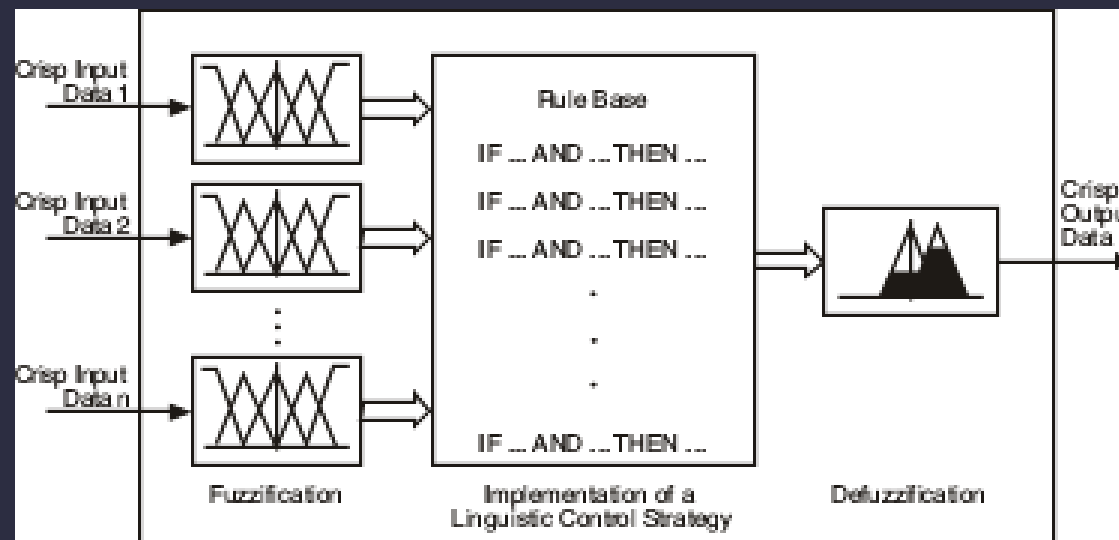 Crisp Input
Data 1
Rule Base
IF ... AND ... THEN ...
Crisp Input
Data 2
IF ... AND ... THEN ...
IF ... AND ... THEN ...
Crisp
Outpu
Data
Crisp Input
Data n
IF ... AND ... THEN ...
Fuzzification
Implementation of a
Linguistic Control Strategy
Defuzzification